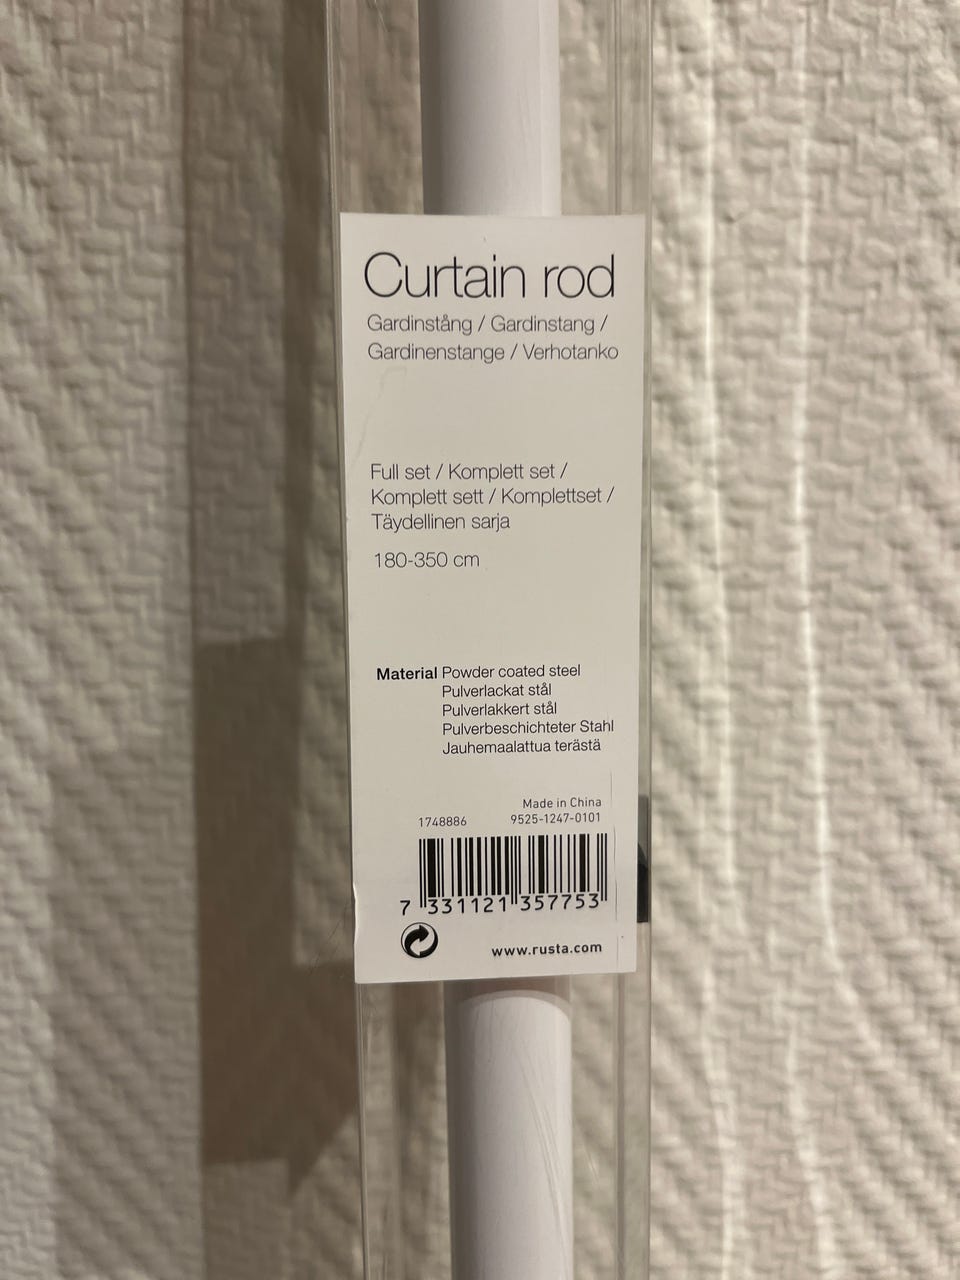 Curtain rod
Gardinstång / Gardinstang /
Gardinenstange / Verhotanko
Full set / Komplett set /
Komplett sett / Komplettset /
Täydellinen sarja
180-350 cm
Material Powder coated steel
Pulverlackat stål
Pulverlakkert stål
Pulverbeschichteter Stahl
Jauhemaalattua terästä
Made in China
1748886 9525-1247-0101
7 331121 357753
www.rusta.com